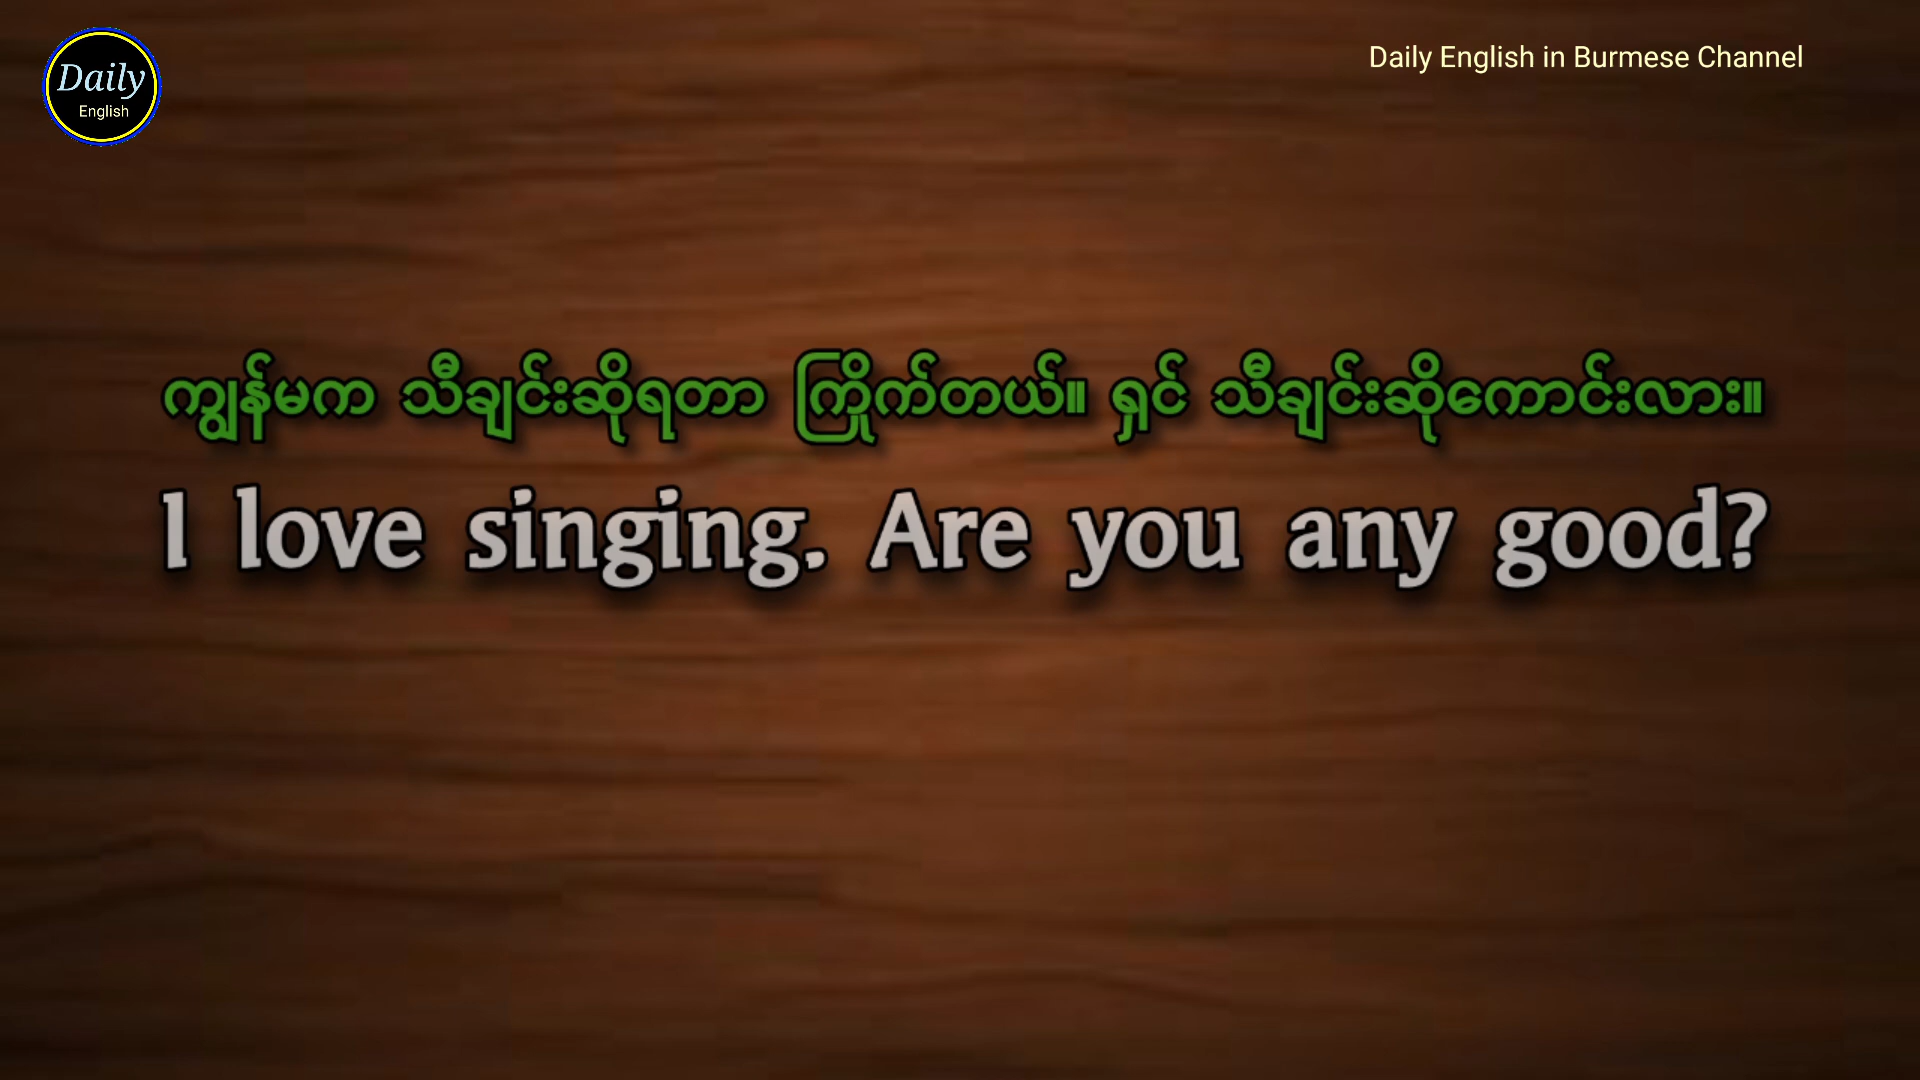 Daily
English
Daily English in Burmese Channel
ကျွန်မက သီချင်းဆိုရတာ ကြိုက်တယ်။ ရှင် သီချင်းဆိုကောင်းလား။
I love singing. Are you any good?